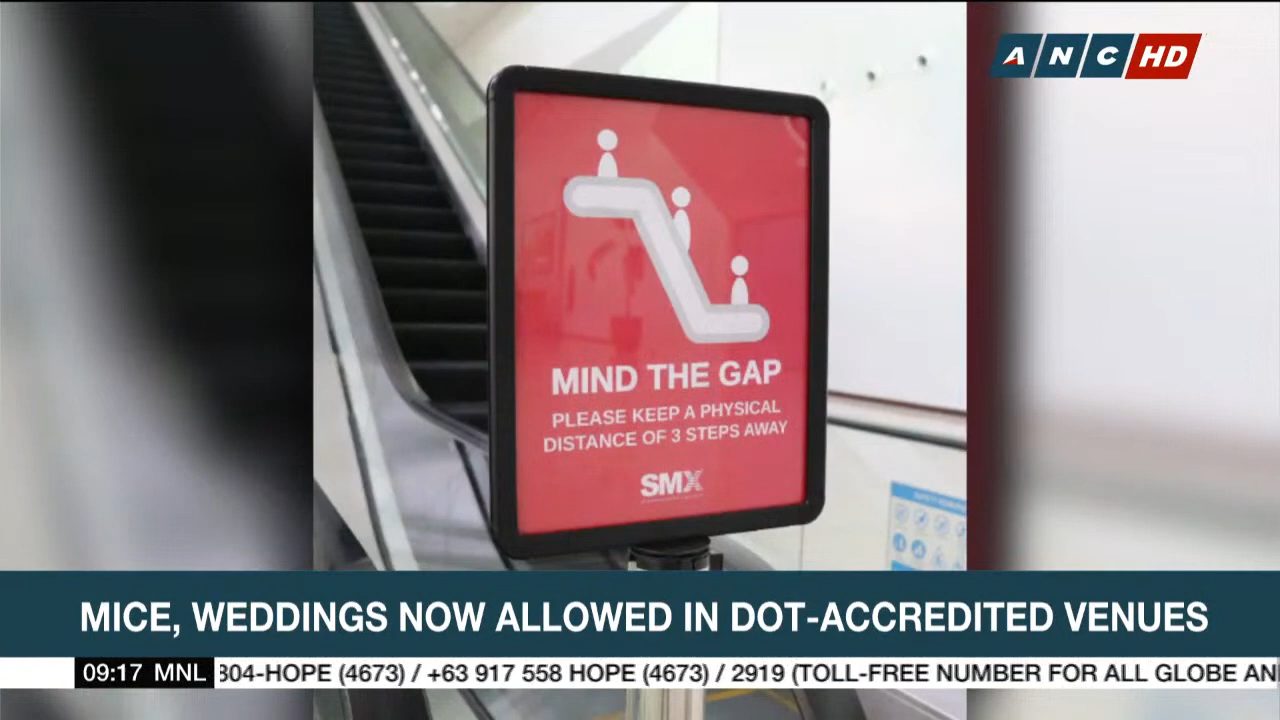 ANC HD
MIND THE GAP
PLEASE KEEP A PHYSICAL
DISTANCE OF 3 STEPS AWAY
SMX
MICE, WEDDINGS NOW ALLOWED IN DOT-ACCREDITED VENUES
09:17 MNL
304-HOPE (4673) / +63 917 558 HOPE (4673) / 2919 (TOLL-FREE NUMBER FOR ALL GLOBE AN